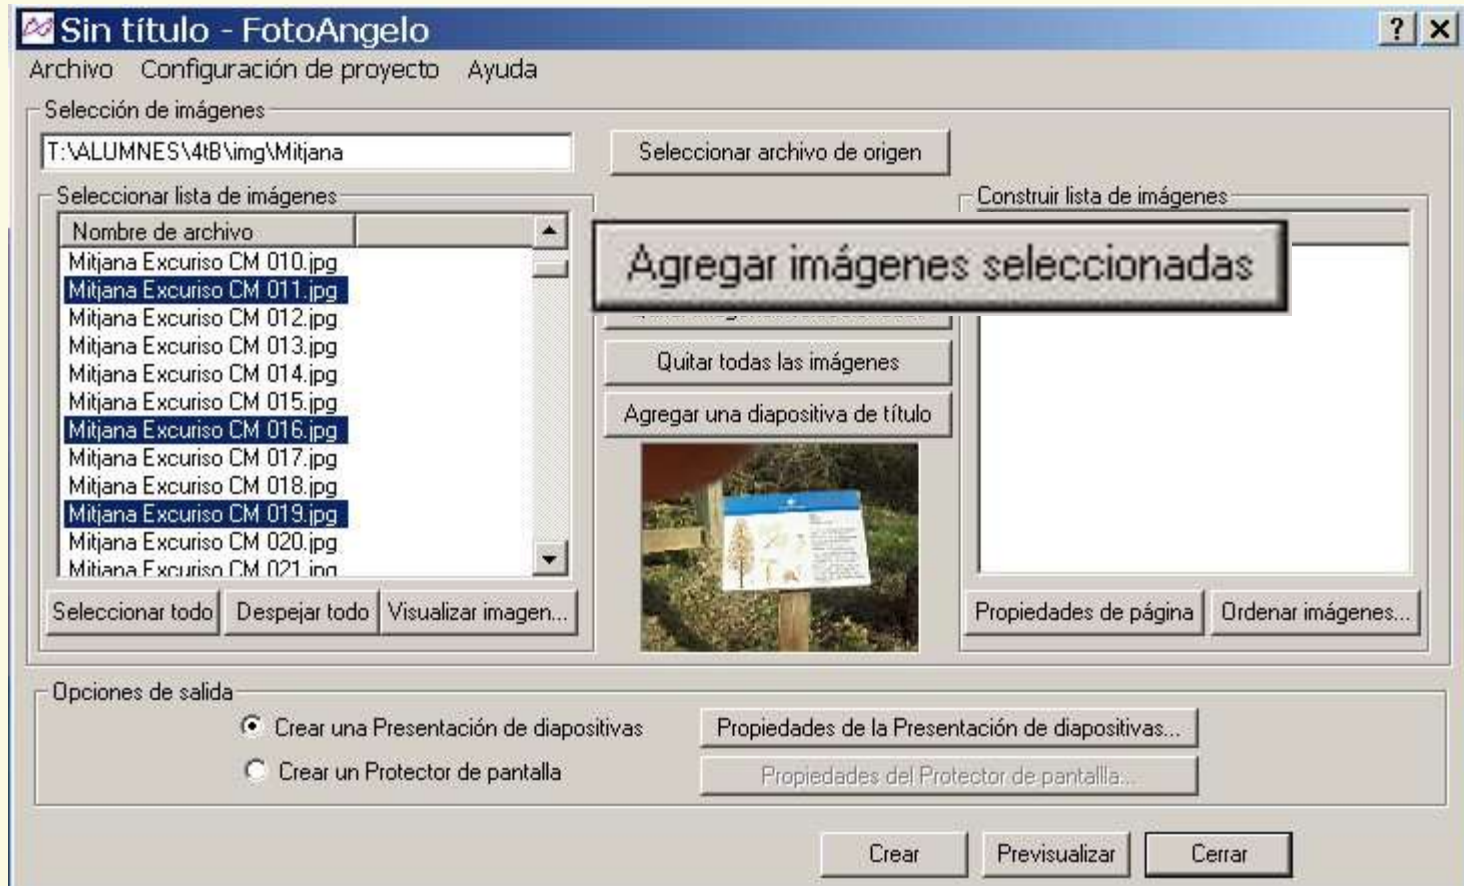 Sin título - FotoAngelo
Archivo Configuración de proyecto Ayuda
Selección de imágenes
T:\ALUMNES\4tB\img\Mitjana
Seleccionar archivo de origen
Seleccionar lista de imágenes
Construir lista de imágenes
Nombre de archivo
Agregar imágenes seleccionadas
Mitjana Excuriso CM 010.jpg
Mitjana Excuriso CM 011.jpg
Mitjana Excuriso CM 012.jpg
Mitjana Excuriso CM 013.jpg
Mitjana Excuriso CM 014.jpg
Mitjana Excuriso CM 015.jpg
Mitjana Excuriso CM 016.jpg
Mitjana Excuriso CM 017.jpg
Mitjana Excuriso CM 018.jpg
Mitjana Excuriso CM 019.jpg
Mitjana Excuriso CM 020.jpg
Mitjana Excuriso CM 021.jpg
Quitar todas las imágenes
Agregar una diapositiva de título
Seleccionar todo Despejar todo Visualizar imagen...
Propiedades de página Ordenar imágenes...
Opciones de salida
Crear una Presentación de diapositivas Propiedades de la Presentación de diapositivas...
Crear un Protector de pantalla Propiedades del Protector de pantallla...
Crear Previsualizar Cerrar